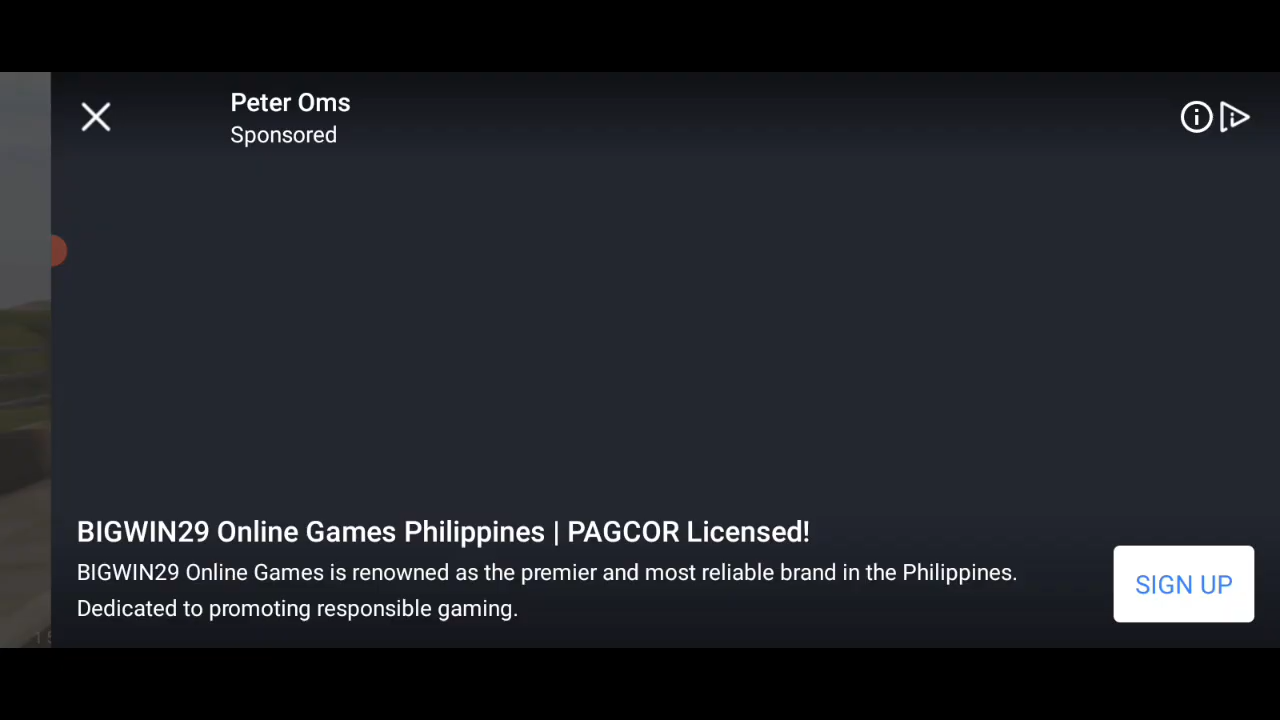 Peter Oms
Sponsored
BIGWIN29 Online Games Philippines | PAGCOR Licensed!
BIGWIN29 Online Games is renowned as the premier and most reliable brand in the Philippines.
Dedicated to promoting responsible gaming.
SIGN UP